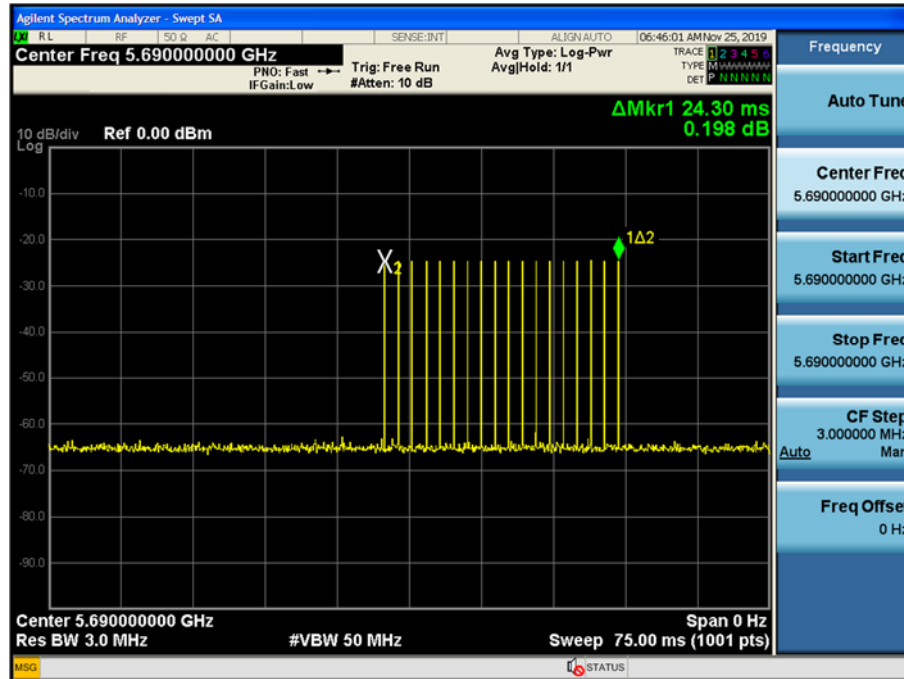 Agilent Spectrum Analyzer - Swept SA
LXI RL RF 50 Ω AC SENSE:INT ALIGN AUTO 06:46:01 AM Nov 25, 2019
Center Freq 5.690000000 GHz
PNO: Fast
IFGain:Low
Trig: Free Run
#Atten: 10 dB
Avg Type: Log-Pwr
Avg|Hold: 1/1
TRACE 1 2 3 4 5 6
TYPE M
DET P N N N N N
ΔMkr1 24.30 ms
0.198 dB
10 dB/div Ref 0.00 dBm
Log
-10.0
-20.0
-30.0
-40.0
-50.0
-60.0
-70.0
-80.0
-90.0
X2
1Δ2
Center 5.690000000 GHz Span 0 Hz
Res BW 3.0 MHz #VBW 50 MHz Sweep 75.00 ms (1001 pts)
MSG STATUS
Frequency
Auto Tune
Center Freq
5.690000000 GHz
Start Freq
5.690000000 GHz
Stop Freq
5.690000000 GHz
CF Step
3.000000 MHz
Auto Man
Freq Offset
0 Hz